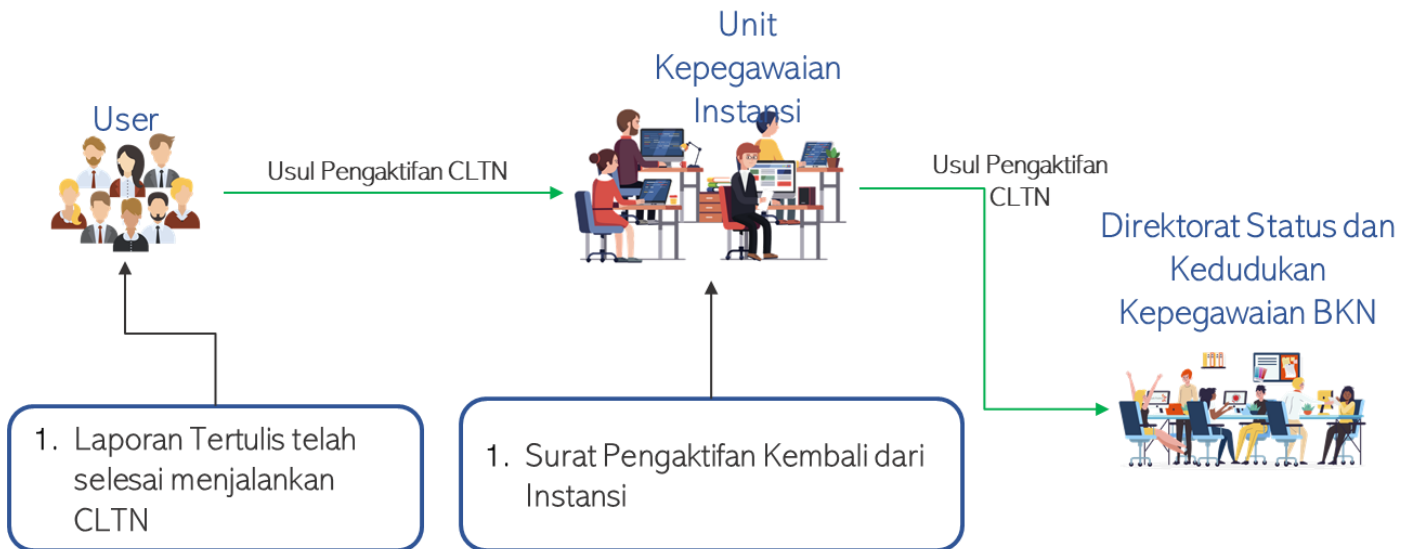 User
Usul Pengaktifan CLTN
Unit
Kepegawaian
Instansi
Usul Pengaktifan
CLTN
Direktorat Status dan
Kedudukan
Kepegawaian BKN
1. Laporan Tertulis telah
selesai menjalankan
CLTN
1. Surat Pengaktifan Kembali dari
Instansi